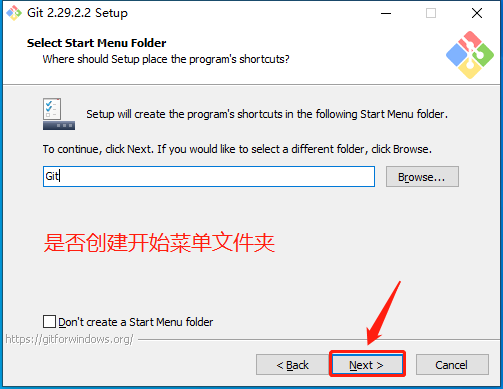 Git 2.29.2.2 Setup
Select Start Menu Folder
Where should Setup place the program's shortcuts?
Setup will create the program's shortcuts in the following Start Menu folder.
To continue, click Next. If you would like to select a different folder, click Browse.
Git
Browse...
是否创建开始菜单文件夹
Don't create a Start Menu folder
https://gitforwindows.org/
< Back
Next >
Cancel